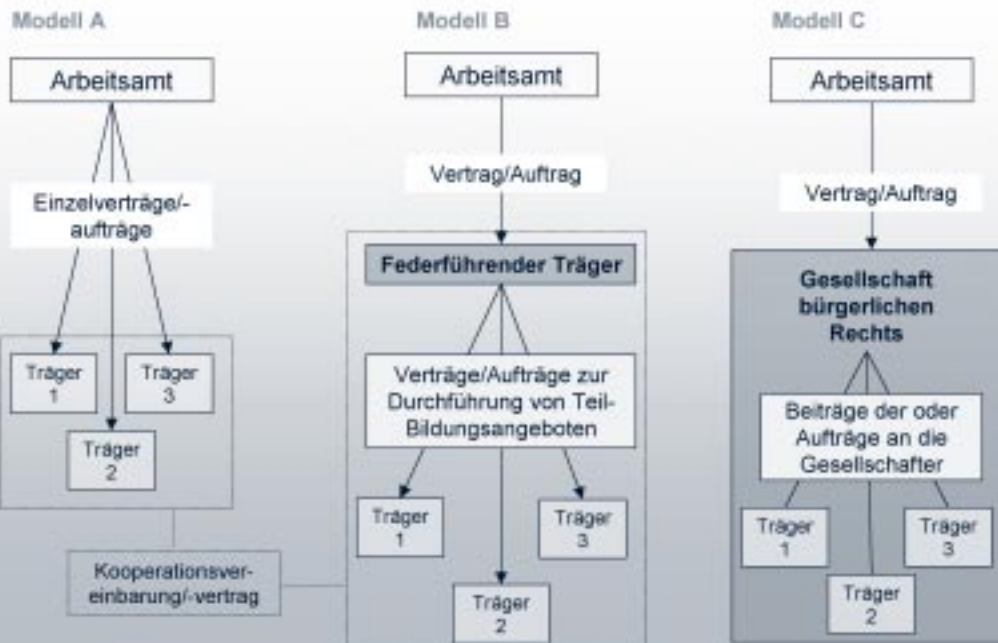 Modell A
Arbeitsamt
Einzelverträge/-
aufträge
Träger
1
Träger
3
Träger
2
Kooperationsver-
einbarung/-vertrag
Modell B
Arbeitsamt
Vertrag/Auftrag
Federführender Träger
Verträge/Aufträge zur
Durchführung von Teil-
Bildungsangeboten
Träger
1
Träger
3
Träger
2
Modell C
Arbeitsamt
Vertrag/Auftrag
Gesellschaft
bürgerlichen
Rechts
Beiträge der oder
Aufträge an die
Gesellschafter
Träger
1
Träger
3
Träger
2